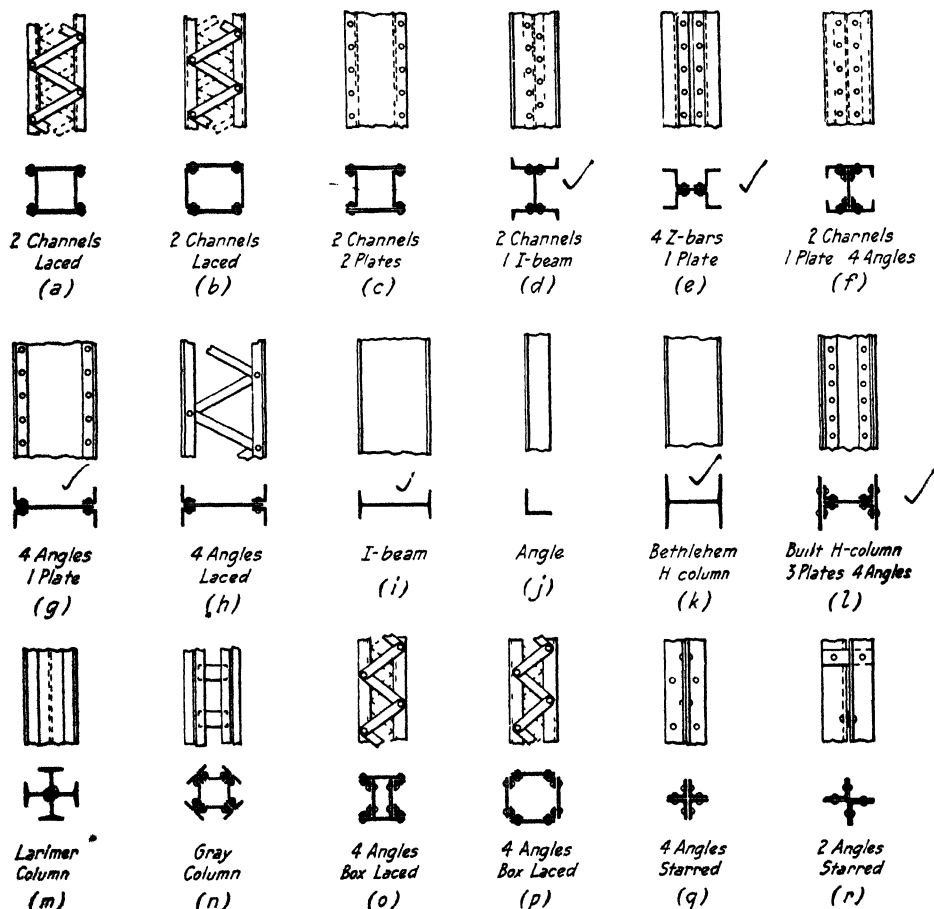 2 Channels
Laced
(a)
2 Channels
Laced
(b)
2 Channels
2 Plates
(c)
2 Channels
1 I-beam
(d)
4 Z-bars
1 Plate
(e)
2 Channels
1 Plate 4 Angles
(f)
4 Angles
1 Plate
(g)
4 Angles
Laced
(h)
I-beam
(i)
Angle
(j)
Bethlehem
H column
(k)
Built H-column
3 Plates 4 Angles
(l)
Larimer
Column
(m)
Gray
Column
(n)
4 Angles
Box Laced
(o)
4 Angles
Box Laced
(p)
4 Angles
Starred
(q)
2 Angles
Starred
(r)